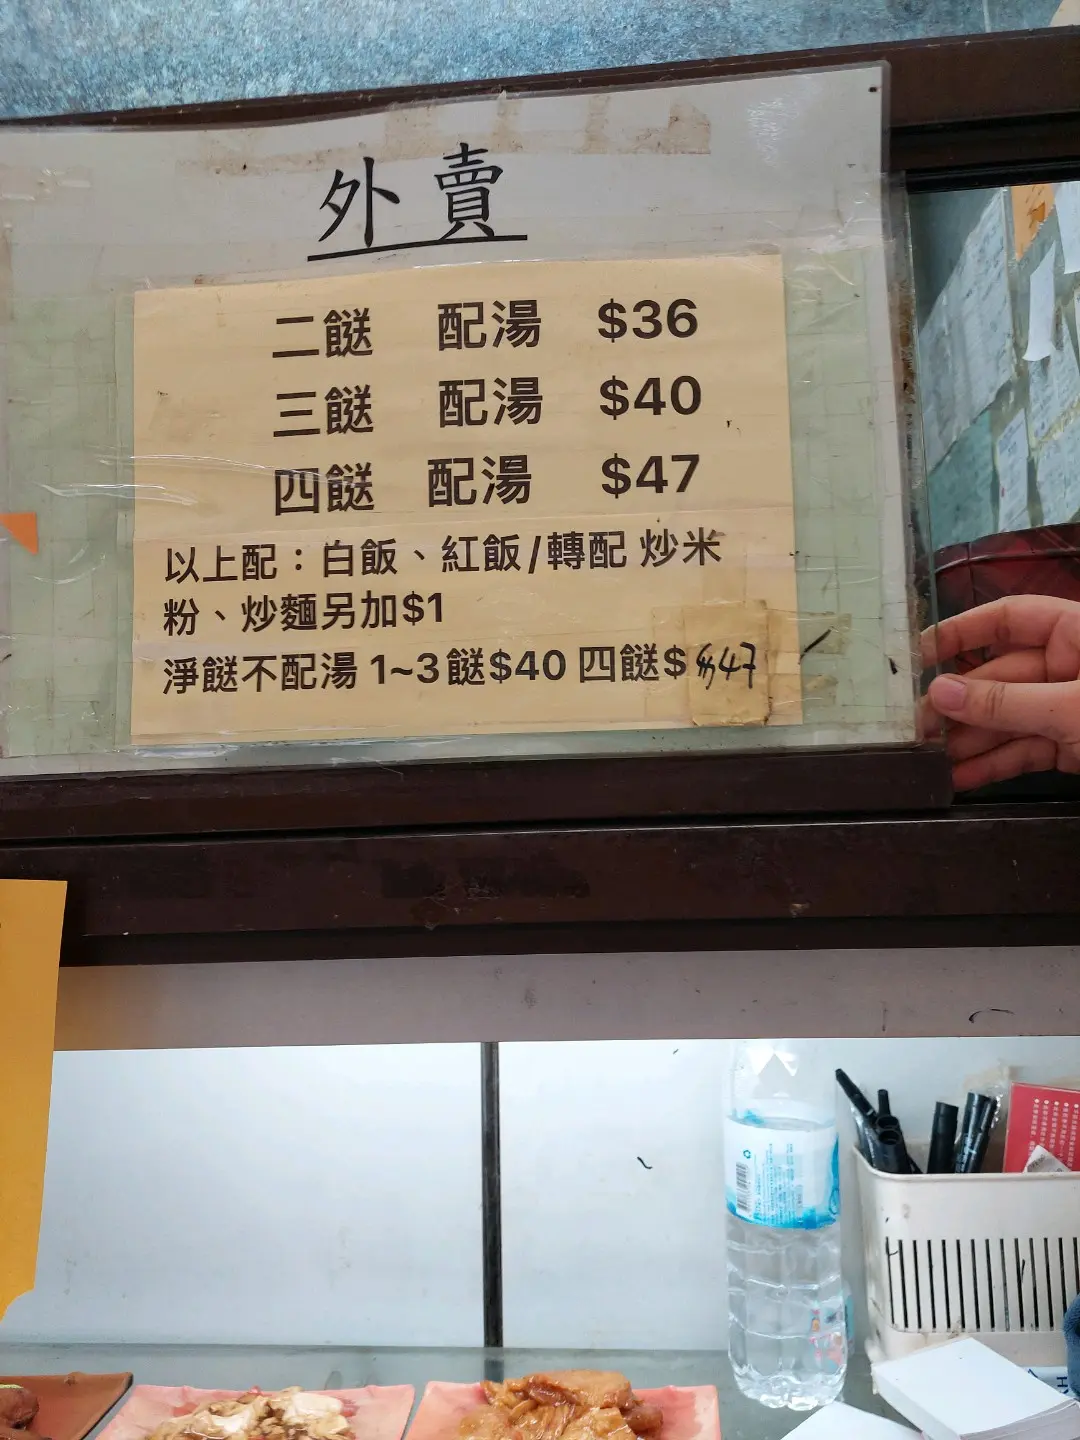 外賣
二餸 配湯 $36
三餸 配湯 $40
四餸 配湯 $47
以上配：白飯、紅飯/轉配 炒米
粉、炒麵另加$1
淨餸不配湯 1~3餸$40 四餸$47